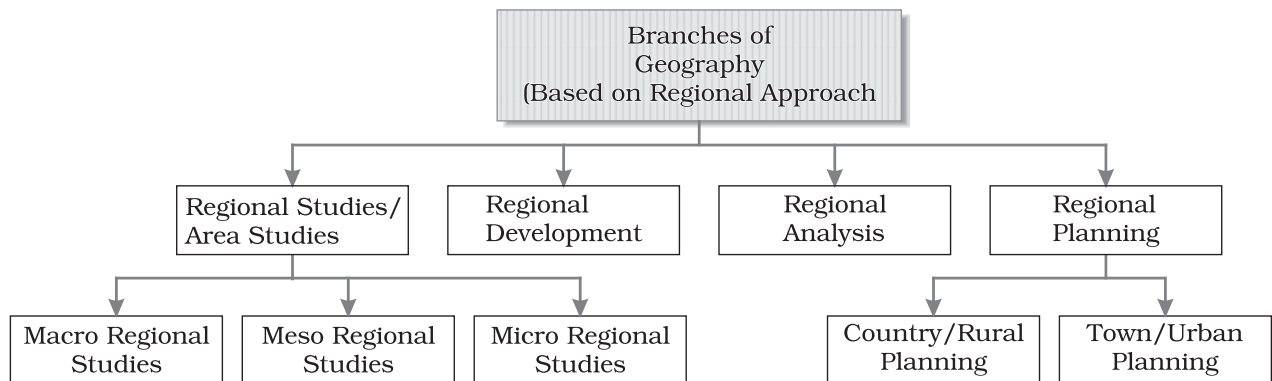 Branches of
Geography
(Based on Regional Approach
Regional Studies/
Area Studies
Regional
Development
Regional
Analysis
Regional
Planning
Macro Regional
Studies
Meso Regional
Studies
Micro Regional
Studies
Country/Rural
Planning
Town/Urban
Planning